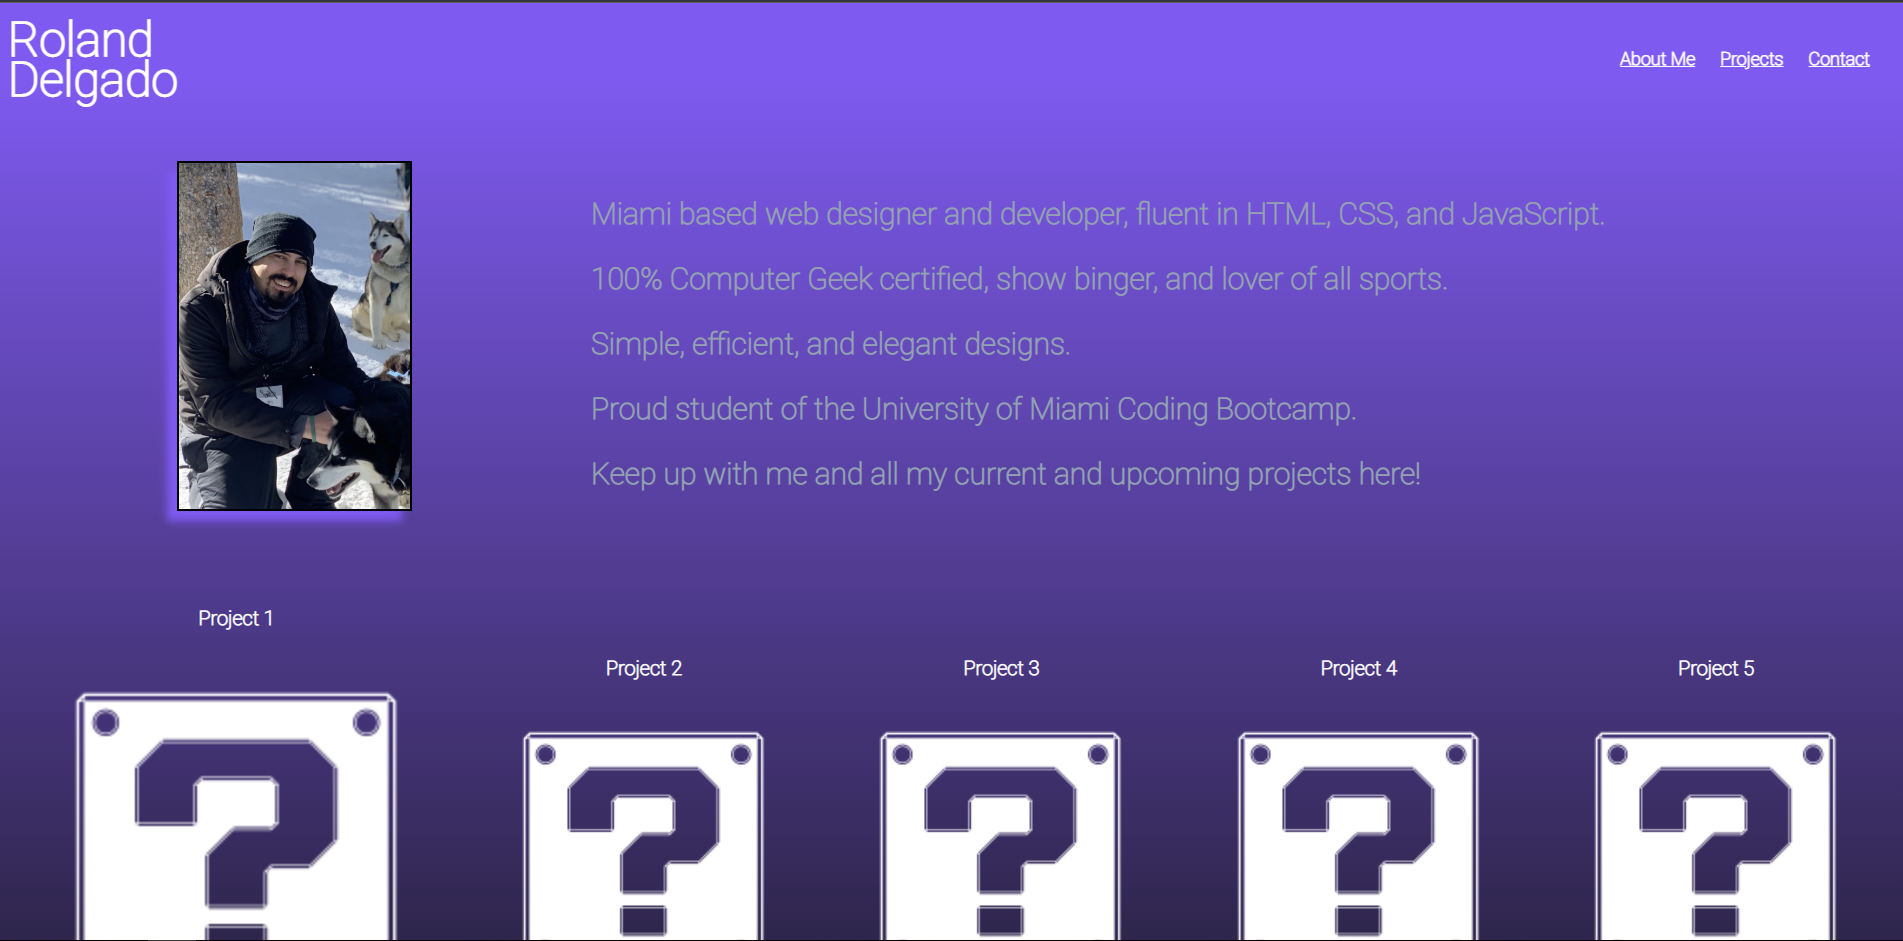 Roland
Delgado
About Me Projects Contact
Miami based web designer and developer, fluent in HTML, CSS, and JavaScript.
100% Computer Geek certified, show binger, and lover of all sports.
Simple, efficient, and elegant designs.
Proud student of the University of Miami Coding Bootcamp.
Keep up with me and all my current and upcoming projects here!
Project 1
Project 2
Project 3
Project 4
Project 5
?
?
?
?
?